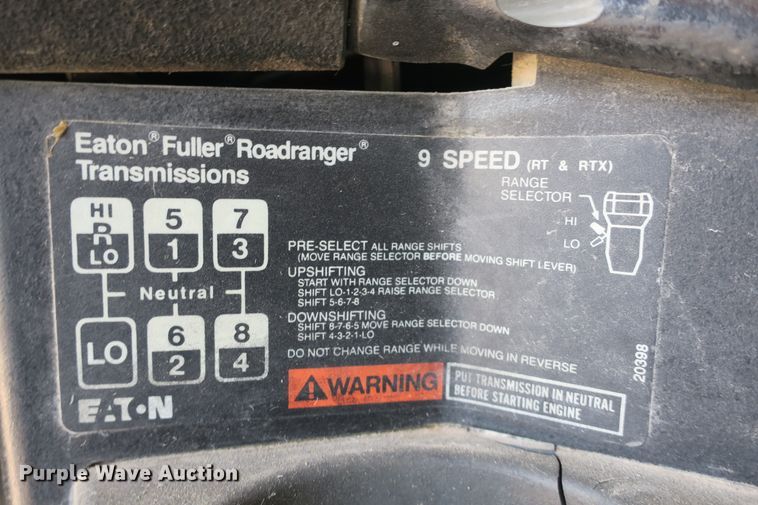 Eaton® Fuller® Roadranger®
Transmissions
9 SPEED (RT & RTX)
RANGE
SELECTOR
HI
LO
HI 5 7
R
LO 1 3
Neutral
LO 6 8
2 4
PRE-SELECT ALL RANGE SHIFTS
(MOVE RANGE SELECTOR BEFORE MOVING SHIFT LEVER)
UPSHIFTING
START WITH RANGE SELECTOR DOWN
SHIFT LO-1-2-3-4 RAISE RANGE SELECTOR
SHIFT 5-6-7-8
DOWNSHIFTING
SHIFT 8-7-6-5 MOVE RANGE SELECTOR DOWN
SHIFT 4-3-2-1-LO
DO NOT CHANGE RANGE WHILE MOVING IN REVERSE
20398
EATON
WARNING
PUT TRANSMISSION IN NEUTRAL
BEFORE STARTING ENGINE
Purple Wave Auction